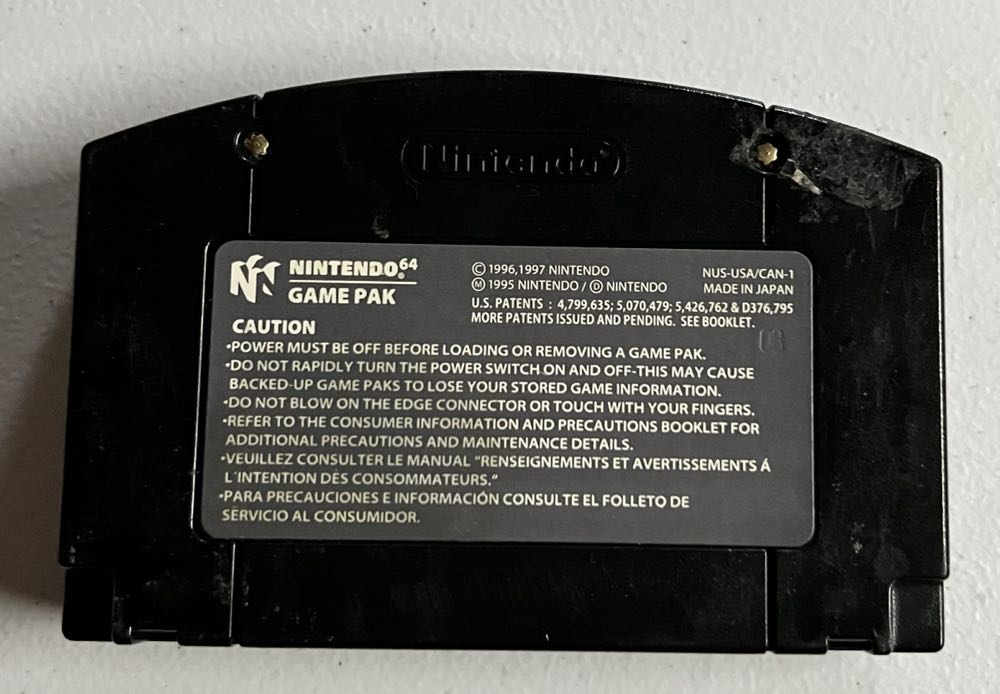 Nintendo®
NINTENDO®64
GAME PAK
© 1996,1997 NINTENDO
Ⓜ 1995 NINTENDO / Ⓓ NINTENDO
NUS-USA/CAN-1
MADE IN JAPAN
U.S. PATENTS : 4,799,635; 5,070,479; 5,426,762 & D376,795
MORE PATENTS ISSUED AND PENDING. SEE BOOKLET.
03
CAUTION
•POWER MUST BE OFF BEFORE LOADING OR REMOVING A GAME PAK.
•DO NOT RAPIDLY TURN THE POWER SWITCH ON AND OFF-THIS MAY CAUSE
BACKED-UP GAME PAKS TO LOSE YOUR STORED GAME INFORMATION.
•DO NOT BLOW ON THE EDGE CONNECTOR OR TOUCH WITH YOUR FINGERS.
•REFER TO THE CONSUMER INFORMATION AND PRECAUTIONS BOOKLET FOR
ADDITIONAL PRECAUTIONS AND MAINTENANCE DETAILS.
•VEUILLEZ CONSULTER LE MANUAL "RENSEIGNEMENTS ET AVERTISSEMENTS Á
L'INTENTION DES CONSOMMATEURS."
•PARA PRECAUCIONES E INFORMACIÓN CONSULTE EL FOLLETO DE
SERVICIO AL CONSUMIDOR.